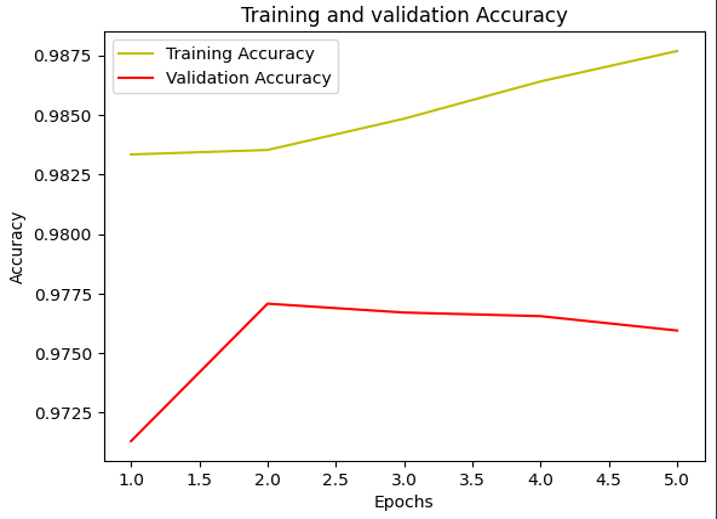 Training and validation Accuracy
Training Accuracy
Validation Accuracy
0.9875
0.9850
0.9825
0.9800
0.9775
0.9750
0.9725
Accuracy
1.0 1.5 2.0 2.5 3.0 3.5 4.0 4.5 5.0
Epochs